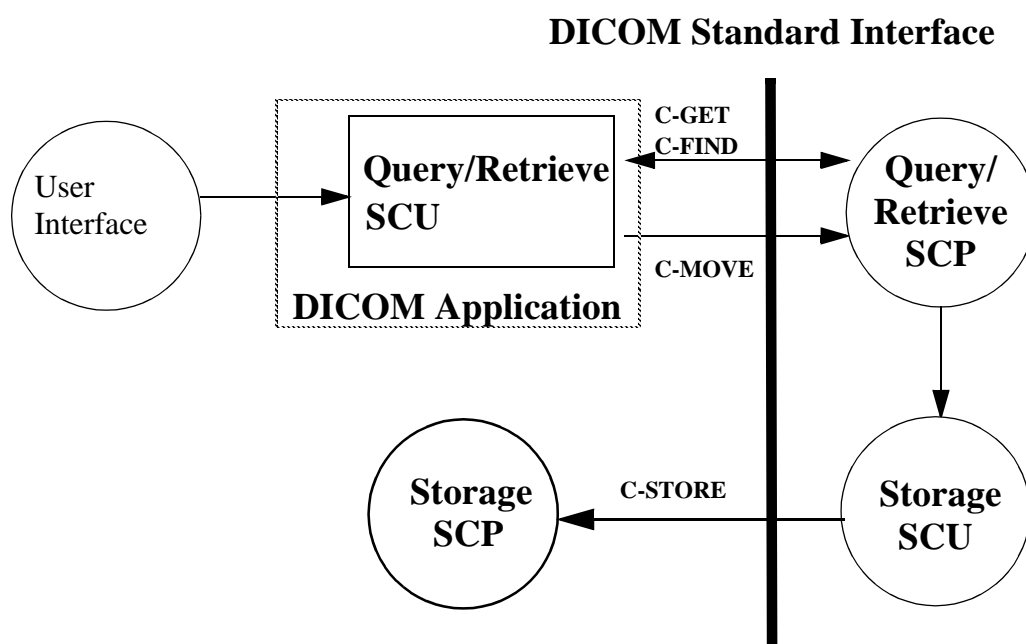 DICOM Standard Interface
C-GET
C-FIND
User
Interface
Query/Retrieve
SCU
Query/
Retrieve
SCP
C-MOVE
DICOM Application
Storage
SCP
C-STORE
Storage
SCU